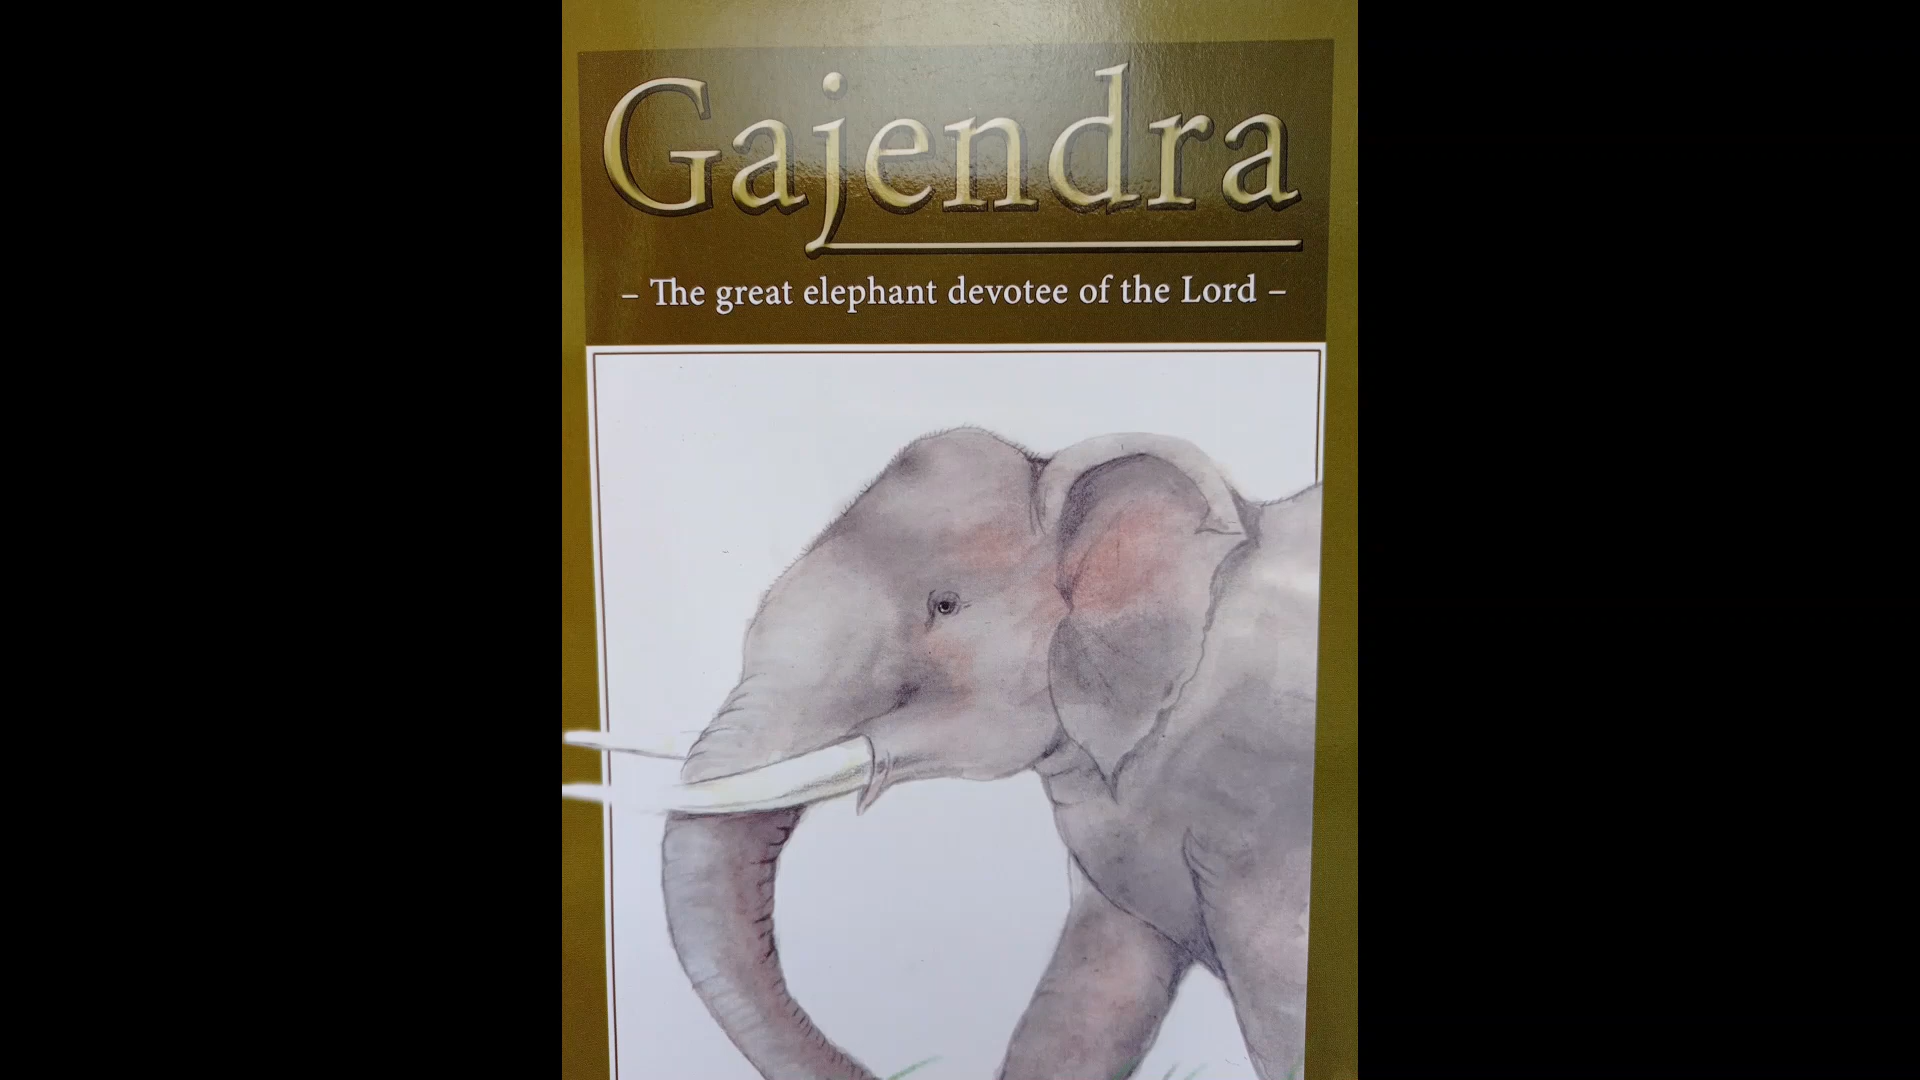 Gajendra
– The great elephant devotee of the Lord –